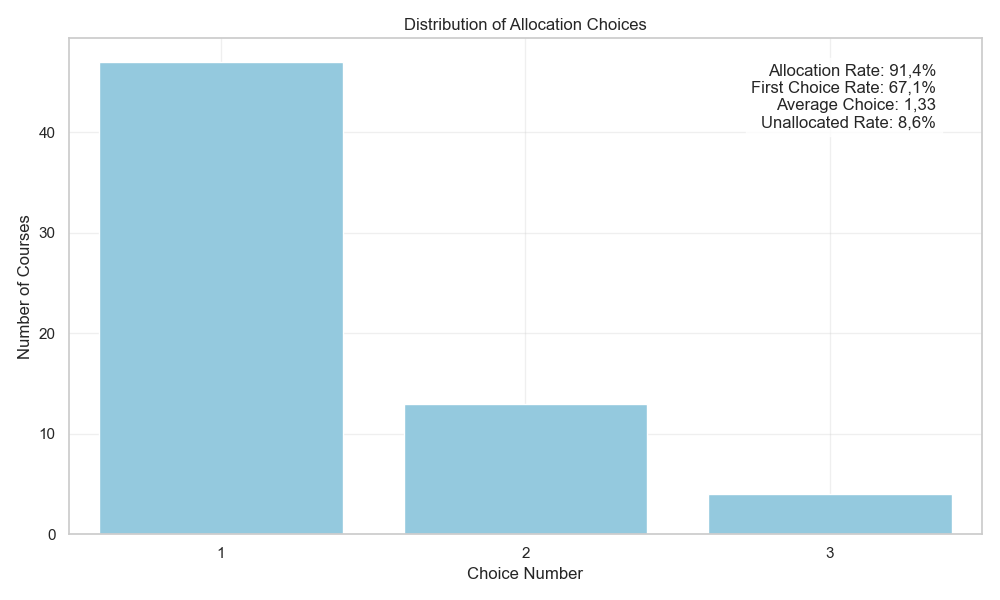 Distribution of Allocation Choices
Allocation Rate: 91,4%
First Choice Rate: 67,1%
Average Choice: 1,33
Unallocated Rate: 8,6%
Number of Courses
40
30
20
10
0
1
2
3
Choice Number